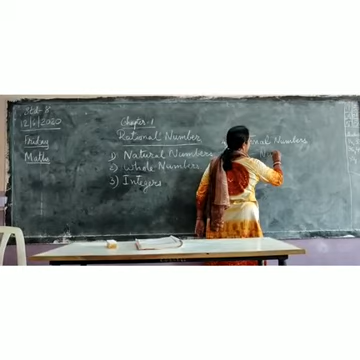 Std- 8
12/6/2020
Friday
Maths
Chapter-1
Rational Number
1) Natural Numbers
2) Whole Numbers
3) Integers
Numbers
N